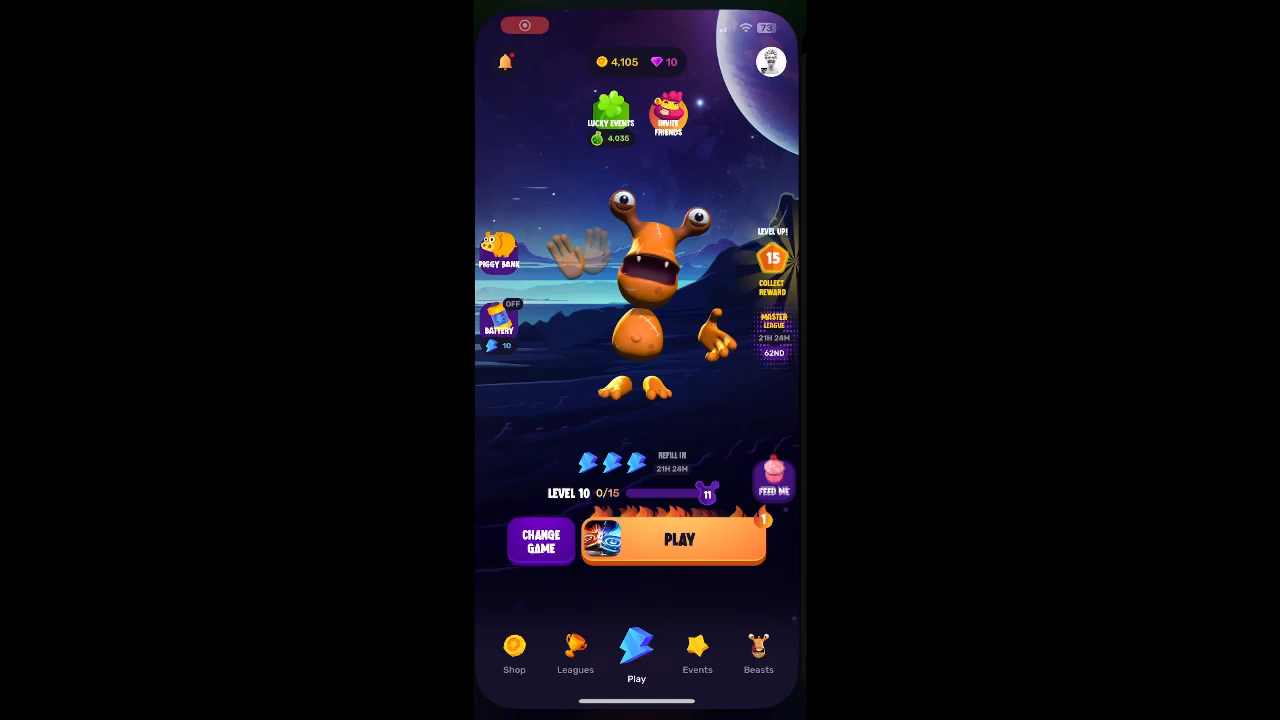 73
4,105 10
LUCKY EVENTS
4,035
INVITE
FRIENDS
LEVEL UP!
15
COLLECT
REWARD
PIGGY BANK
OFF
BATTERY
10
MASTER
LEAGUE
21H 24M
62ND
REFILL IN
21H 24M
LEVEL 10 0/15 11
FEED ME
1
CHANGE
GAME
PLAY
Shop Leagues Play Events Beasts